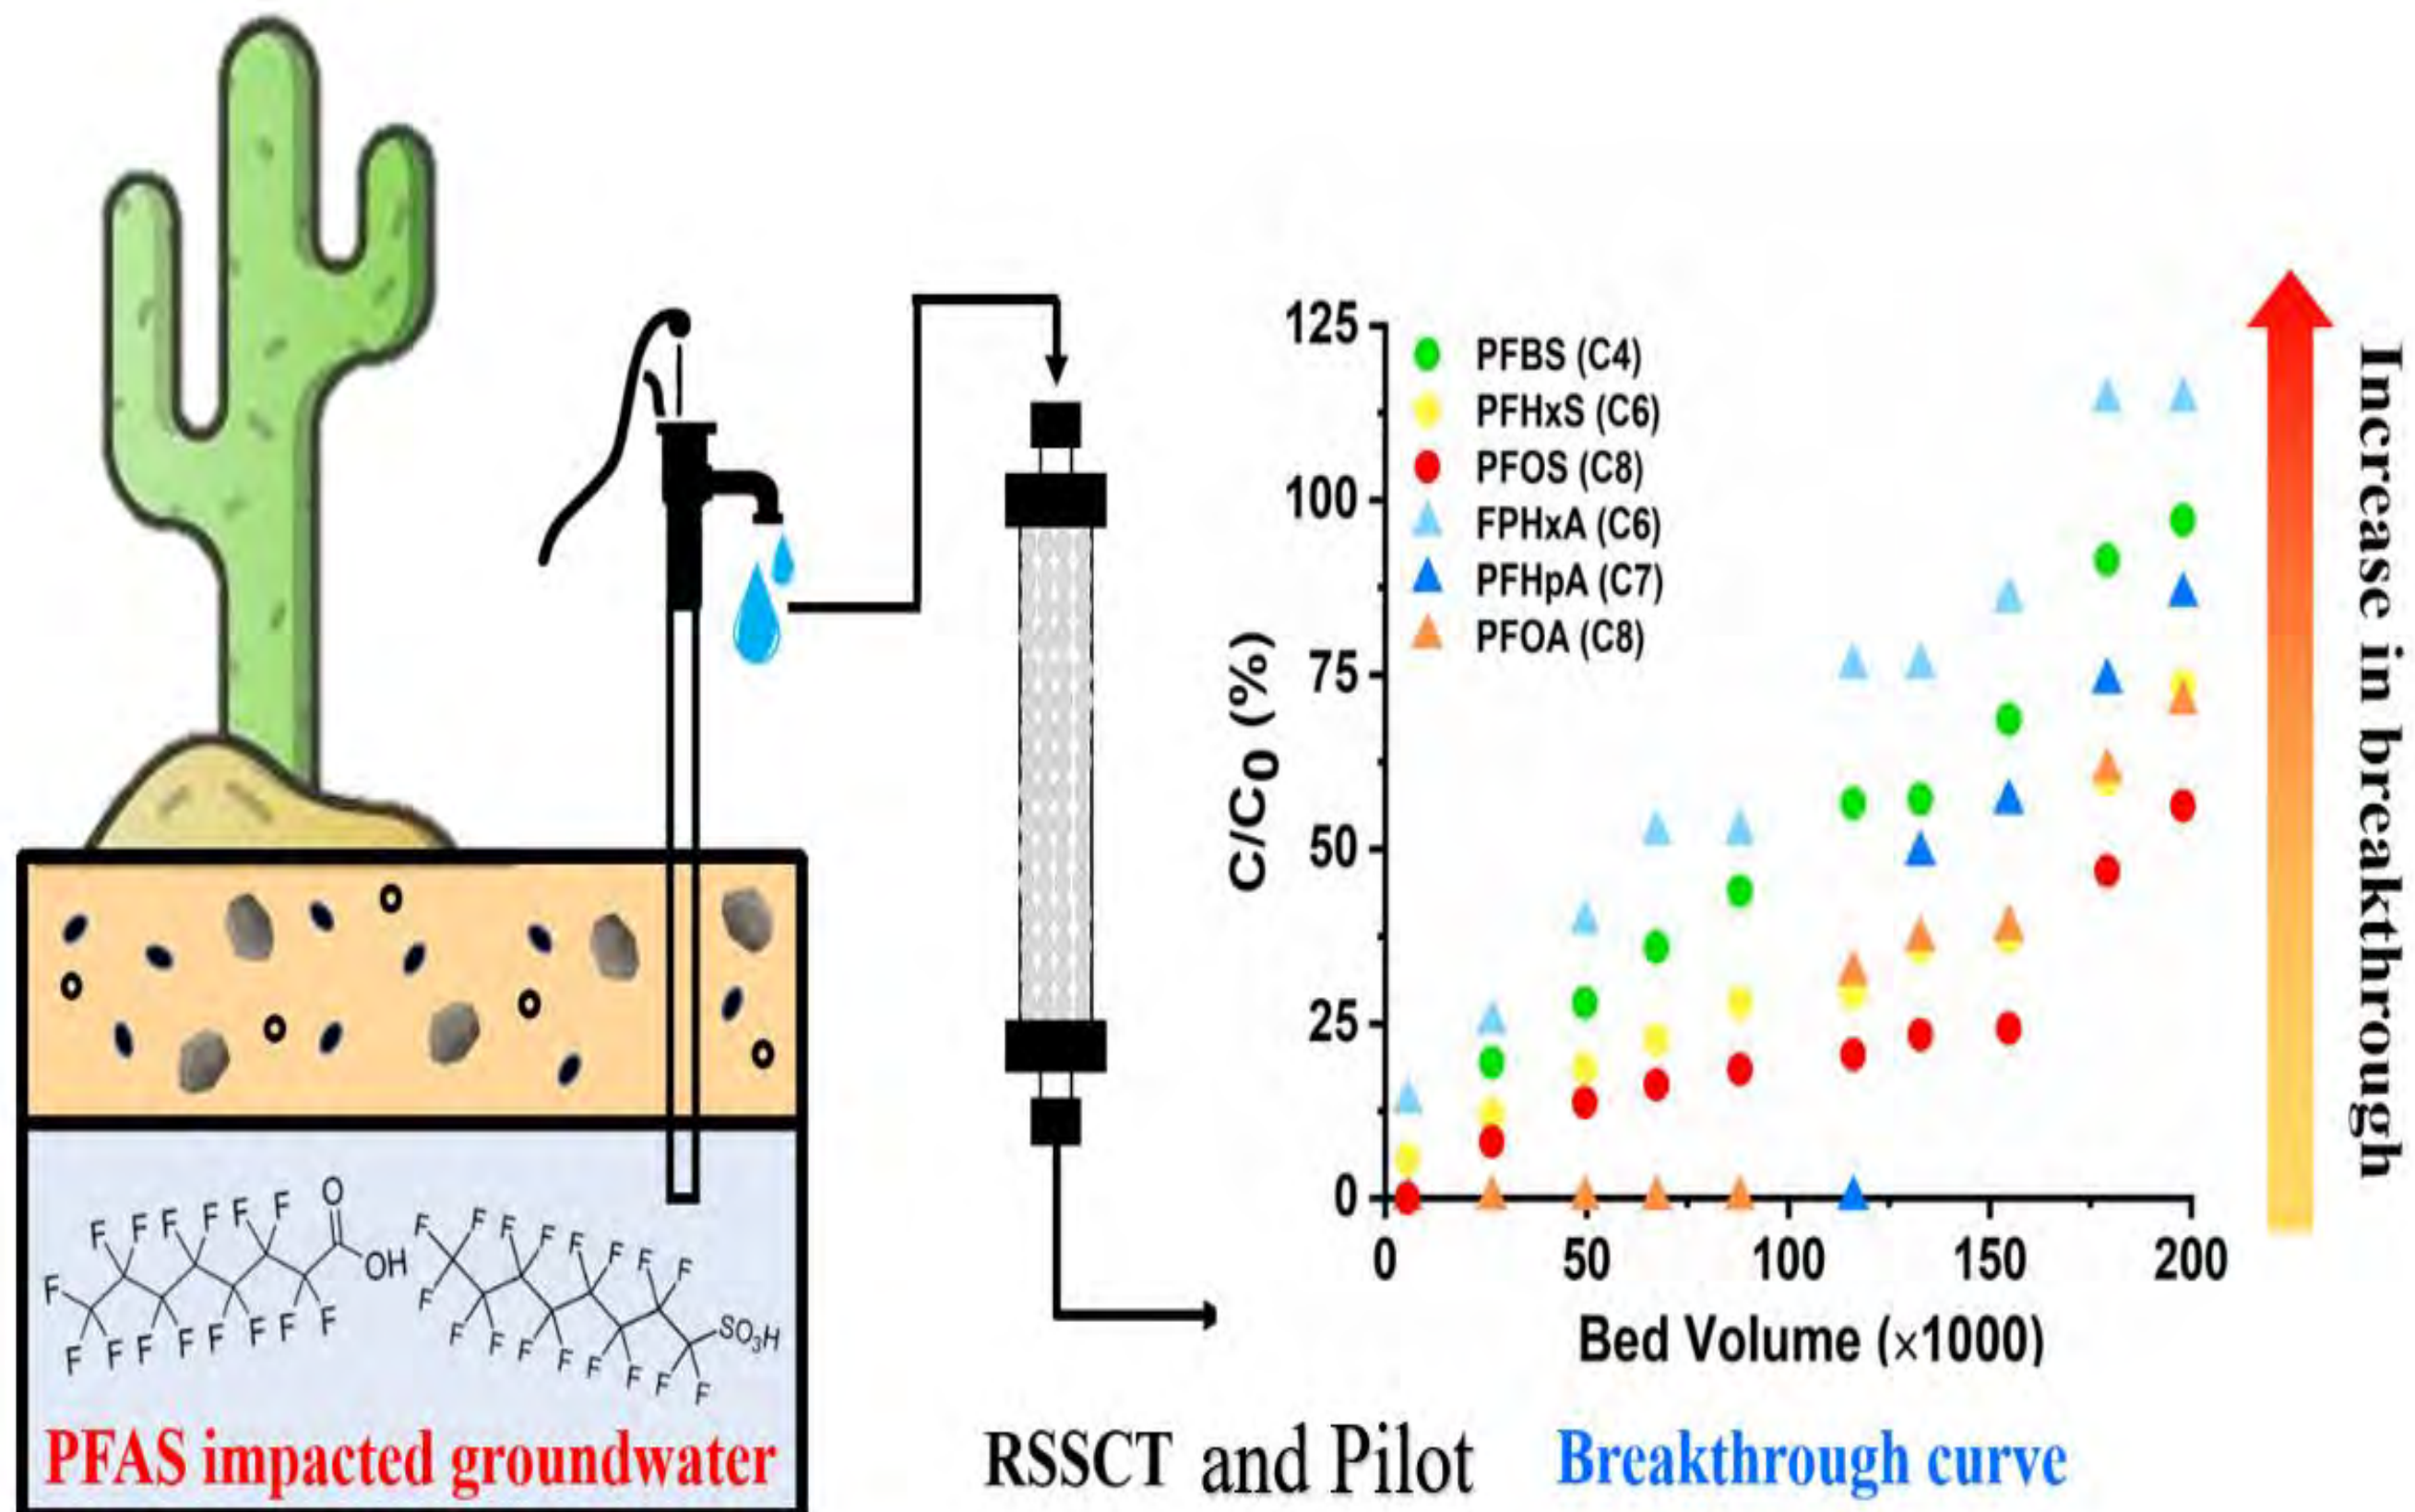 125
100
75
50
25
0
C/C0 (%)
PFBS (C4)
PFHxS (C6)
PFOS (C8)
FPHxA (C6)
PFHpA (C7)
PFOA (C8)
0 50 100 150 200
Bed Volume (×1000)
Increase in breakthrough
F F F F F F O
OH
F
F F F F F F F F
F F F F F F F F
F
SO₃H
F F F F F F F F
PFAS impacted groundwater
RSSCT and Pilot
Breakthrough curve